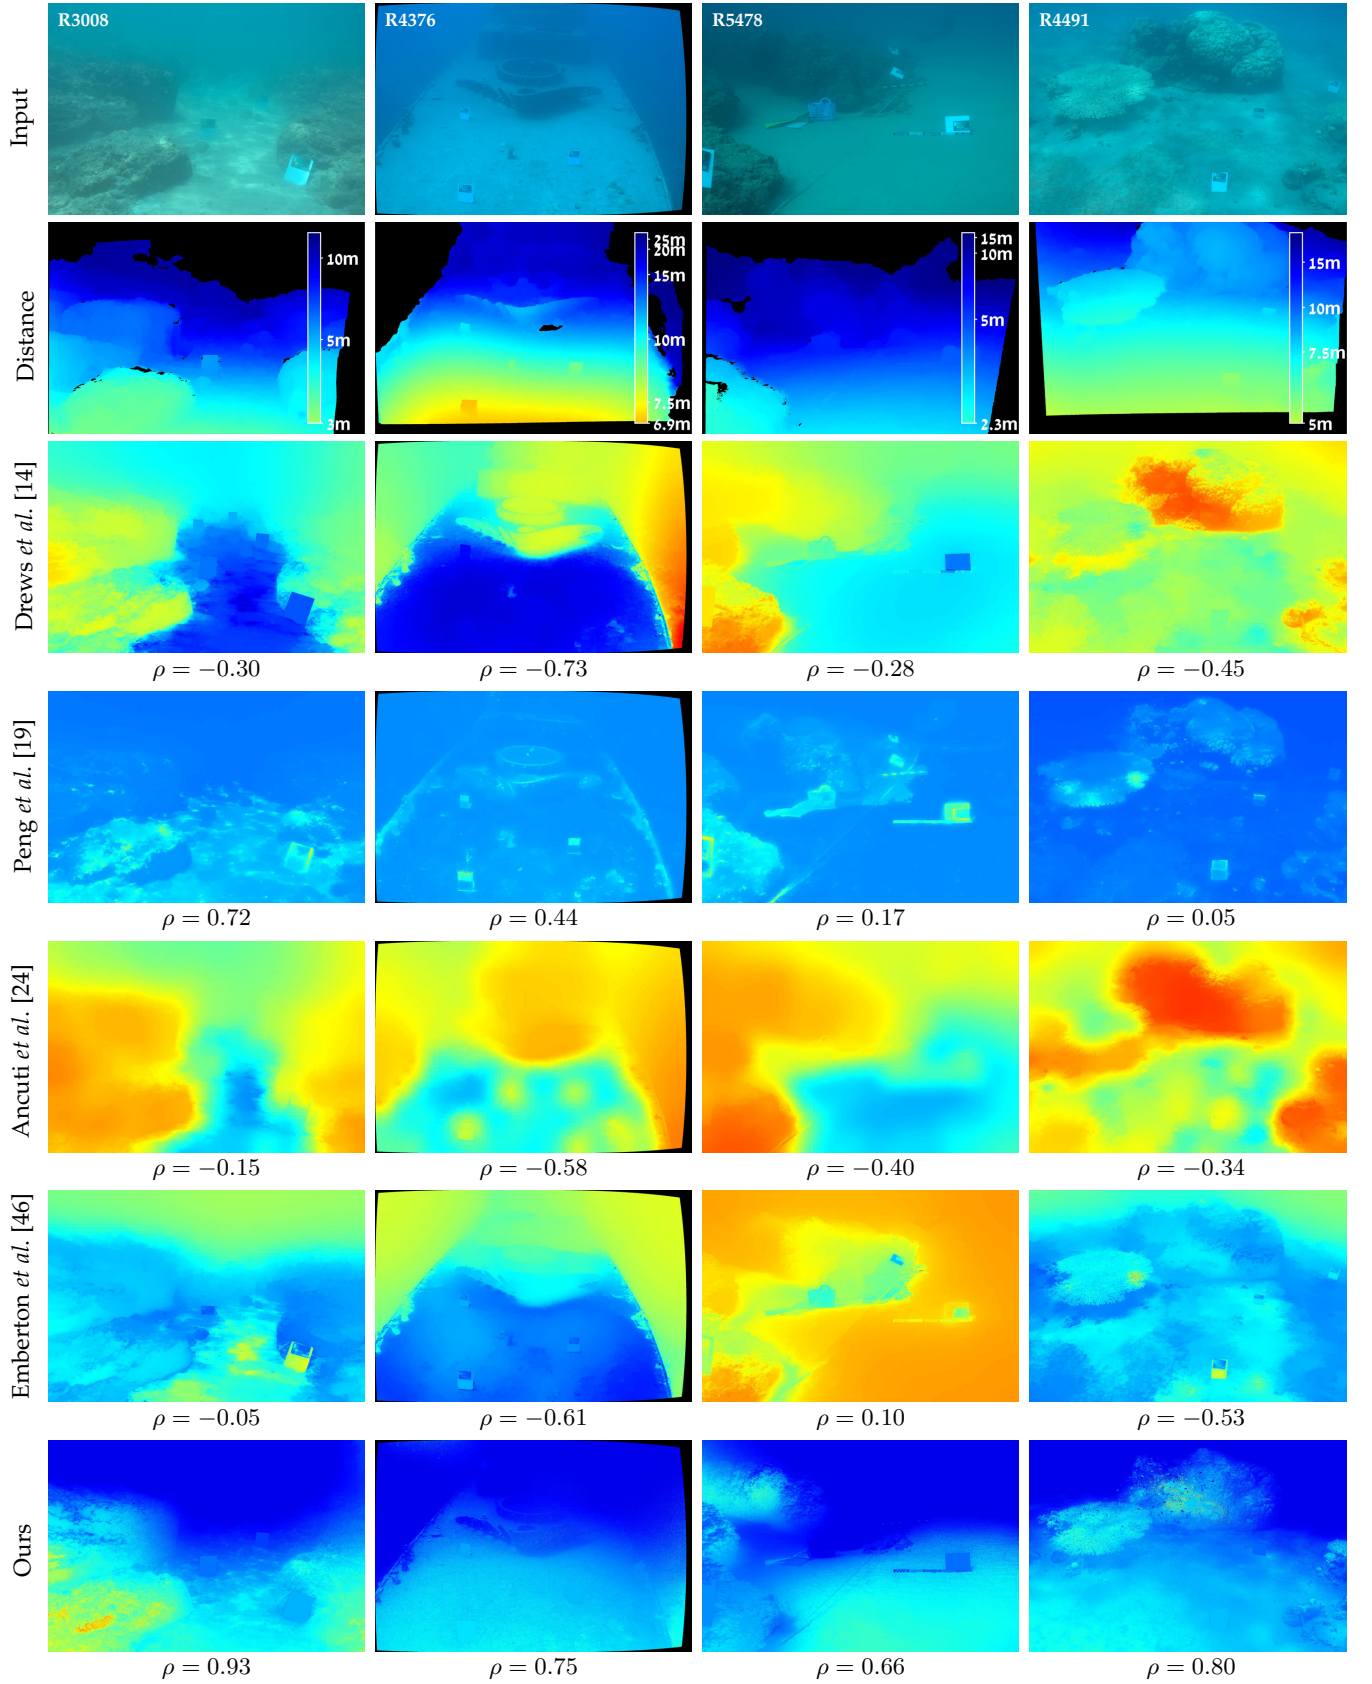 Input
R3008
R4376
R5478
R4491
Distance
10m
5m
3m
25m
20m
15m
10m
7.5m
6.9m
15m
10m
5m
2.3m
15m
10m
7.5m
5m
Drews et al. [14]
ρ = −0.30
ρ = −0.73
ρ = −0.28
ρ = −0.45
Peng et al. [19]
ρ = 0.72
ρ = 0.44
ρ = 0.17
ρ = 0.05
Ancuti et al. [24]
ρ = −0.15
ρ = −0.58
ρ = −0.40
ρ = −0.34
Emberton et al. [46]
ρ = −0.05
ρ = −0.61
ρ = 0.10
ρ = −0.53
Ours
ρ = 0.93
ρ = 0.75
ρ = 0.66
ρ = 0.80